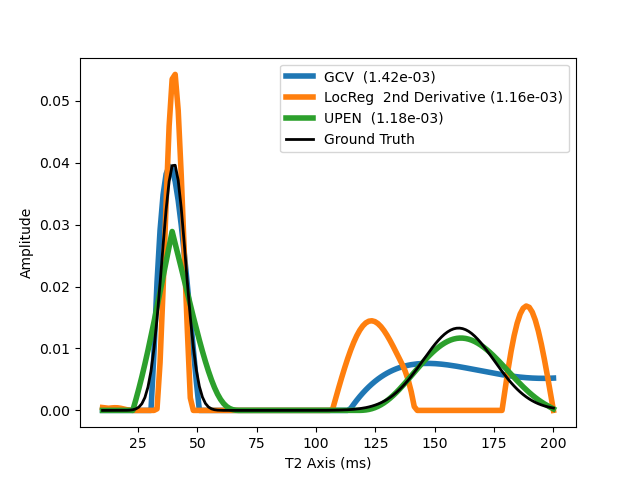 GCV (1.42e-03)
LocReg 2nd Derivative (1.16e-03)
UPEN (1.18e-03)
Ground Truth
0.05
0.04
0.03
0.02
0.01
0.00
Amplitude
25 50 75 100 125 150 175 200
T2 Axis (ms)